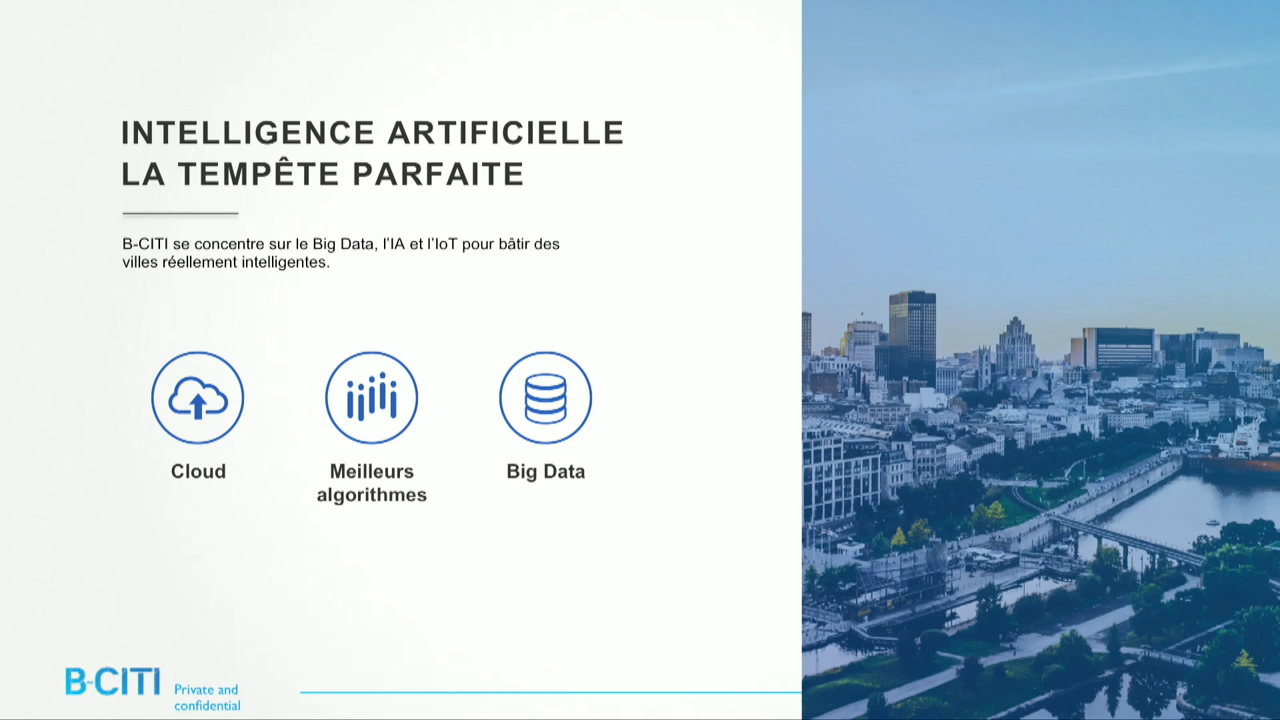 INTELLIGENCE ARTIFICIELLE
LA TEMPÊTE PARFAITE
B-CITI se concentre sur le Big Data, l'IA et l'IoT pour bâtir des
villes réellement intelligentes.
Cloud
Meilleurs
algorithmes
Big Data
B-CITI
Private and
confidential